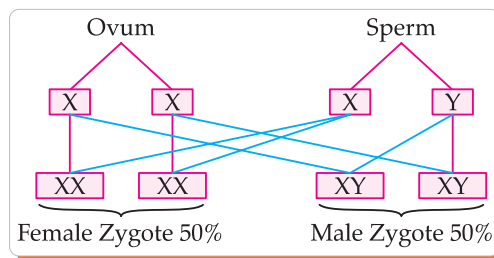 Ovum Sperm
X X X Y
XX XX XY XY
Female Zygote 50% Male Zygote 50%